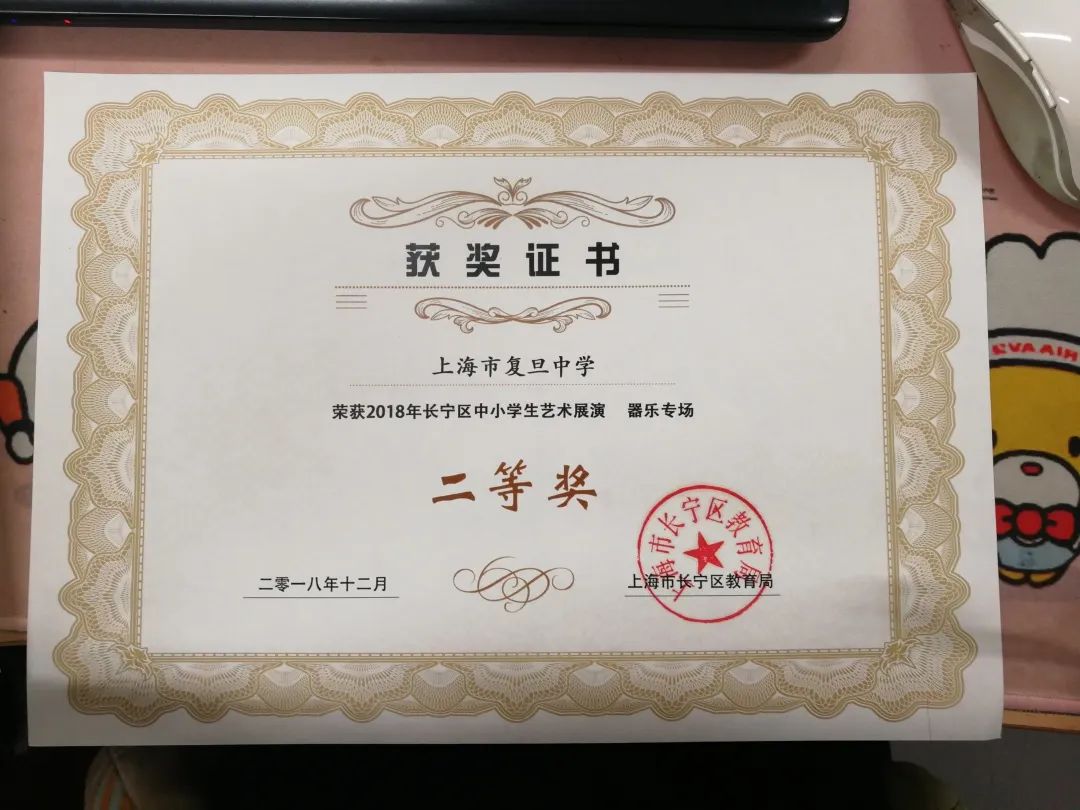 获奖证书
上海市复旦中学
荣获2018年长宁区中小学生艺术展演 器乐专场
二等奖
二零一八年十二月
上海市长宁区教育局
上海市长宁区教育局